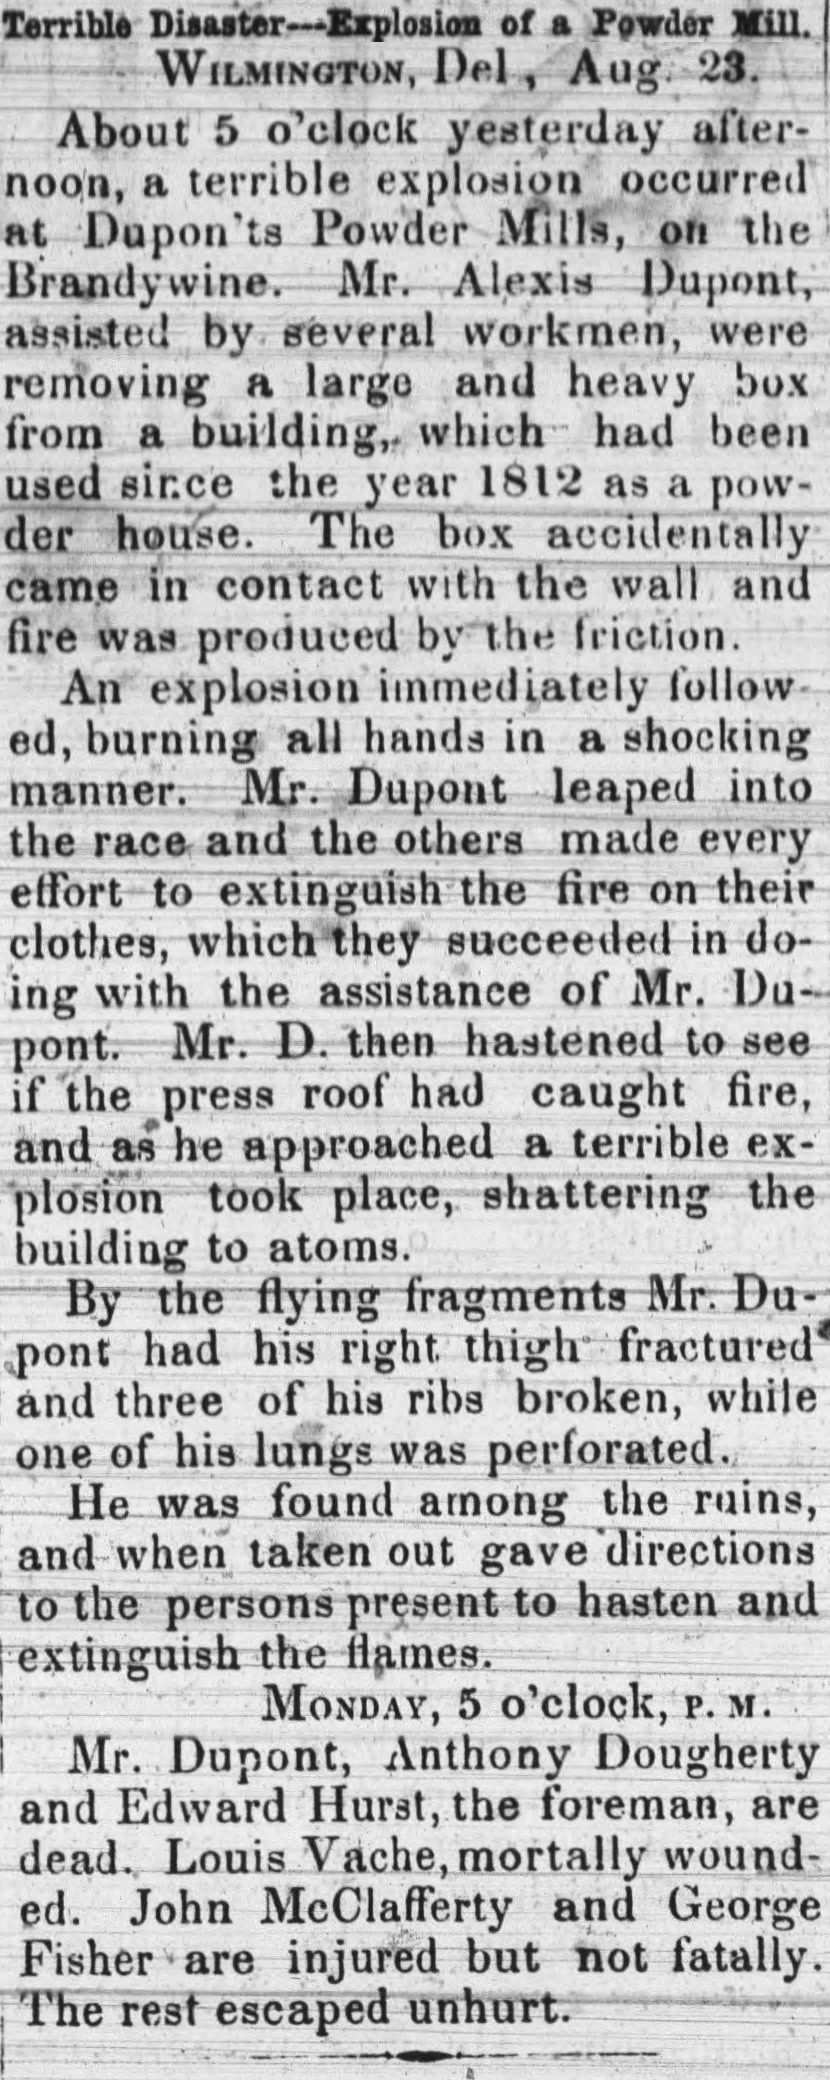 Terrible Disaster---Explosion of a Powder Mill.
WILMINGTON, Del, Aug. 23.
About 5 o'clock yesterday after-
noon, a terrible explosion occurred
at Dupon'ts Powder Mills, on the
Brandywine. Mr. Alexis Dupont,
assisted by several workmen, were
removing a large and heavy box
from a building, which had been
used since the year 1812 as a pow-
der house. The box accidentally
came in contact with the wall and
fire was produced by the friction.
An explosion immediately follow-
ed, burning all hands in a shocking
manner. Mr. Dupont leaped into
the race and the others made every
effort to extinguish the fire on their
clothes, which they succeeded in do-
ing with the assistance of Mr. Du-
pont. Mr. D. then hastened to see
if the press roof had caught fire,
and as he approached a terrible ex-
plosion took place, shattering the
building to atoms.
By the flying fragments Mr. Du-
pont had his right thigh fractured
and three of his ribs broken, while
one of his lungs was perforated.
He was found among the ruins,
and when taken out gave directions
to the persons present to hasten and
extinguish the flames.
MONDAY, 5 o'clock, P. M.
Mr. Dupont, Anthony Dougherty
and Edward Hurst, the foreman, are
dead. Louis Vache, mortally wound-
ed. John McClafferty and George
Fisher are injured but not fatally.
The rest escaped unhurt.